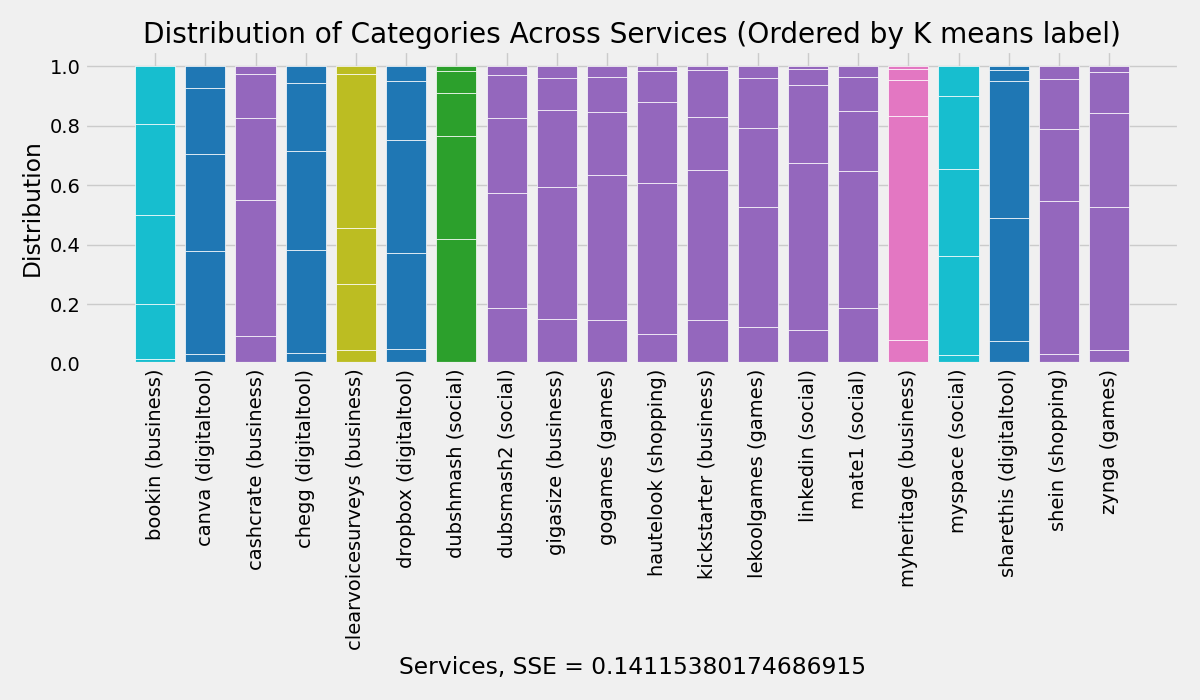 Distribution of Categories Across Services (Ordered by K means label)
Distribution
1.0
0.8
0.6
0.4
0.2
0.0
bookin (business)
canva (digitaltool)
cashcrate (business)
chegg (digitaltool)
clearvoicesurveys (business)
dropbox (digitaltool)
dubshmash (social)
dubsmash2 (social)
gigasize (business)
gogames (games)
hautelook (shopping)
kickstarter (business)
lekoolgames (games)
linkedin (social)
mate1 (social)
myheritage (business)
myspace (social)
sharethis (digitaltool)
shein (shopping)
zynga (games)
Services, SSE = 0.14115380174686915